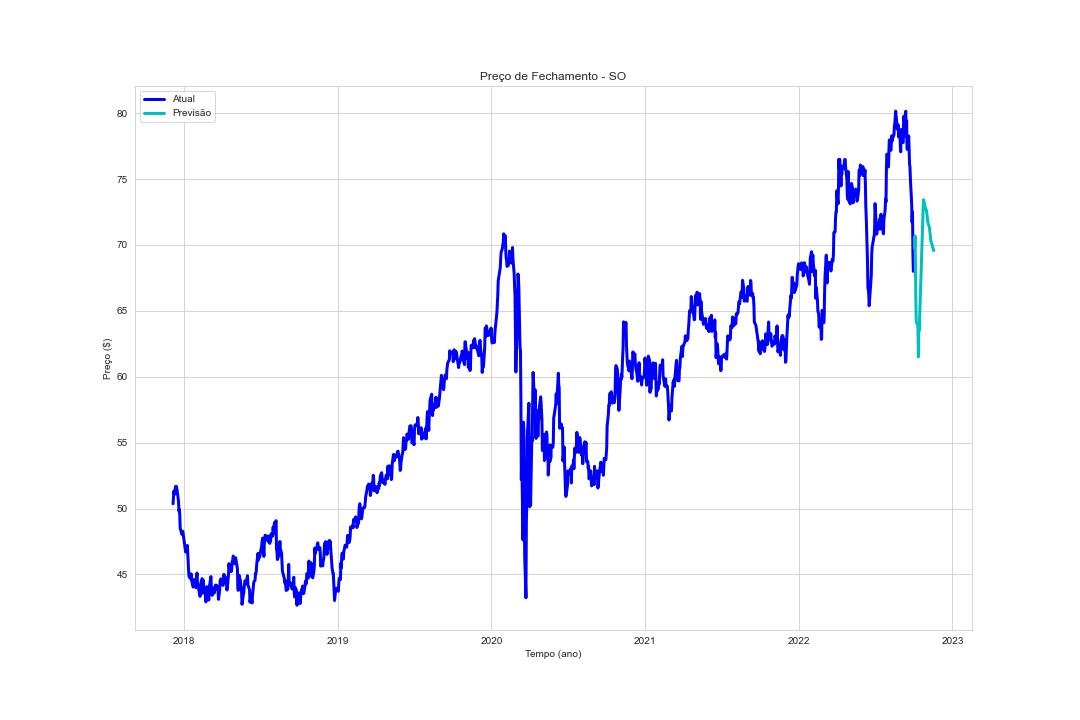 Preço de Fechamento - SO
Atual
Previsão
80
75
70
65
60
55
50
45
Preço ($)
2018
2019
2020
2021
2022
2023
Tempo (ano)